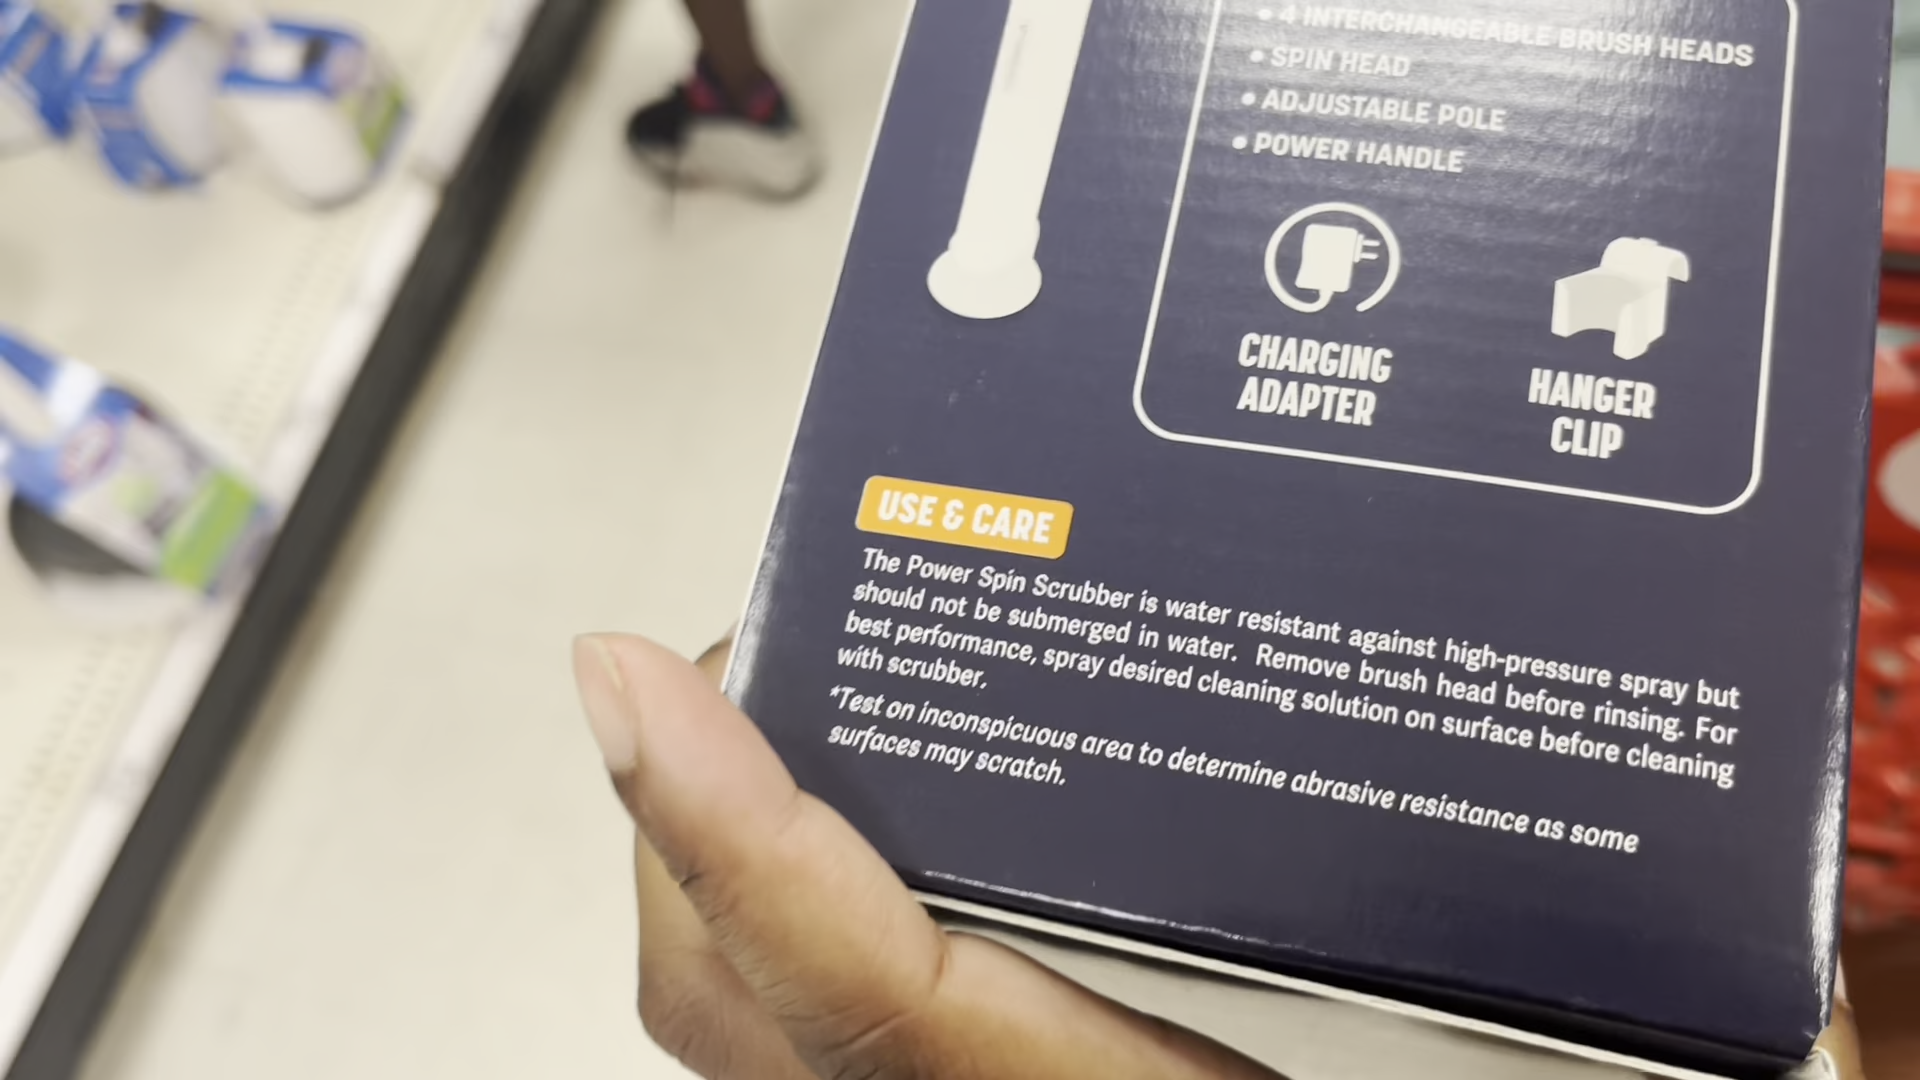 • 4 INTERCHANGEABLE BRUSH HEADS
• SPIN HEAD
• ADJUSTABLE POLE
• POWER HANDLE
CHARGING
ADAPTER
HANGER
CLIP
USE & CARE
The Power Spin Scrubber is water resistant against high-pressure spray but
should not be submerged in water. Remove brush head before rinsing. For
best performance, spray desired cleaning solution on surface before cleaning
with scrubber.
*Test on inconspicuous area to determine abrasive resistance as some
surfaces may scratch.